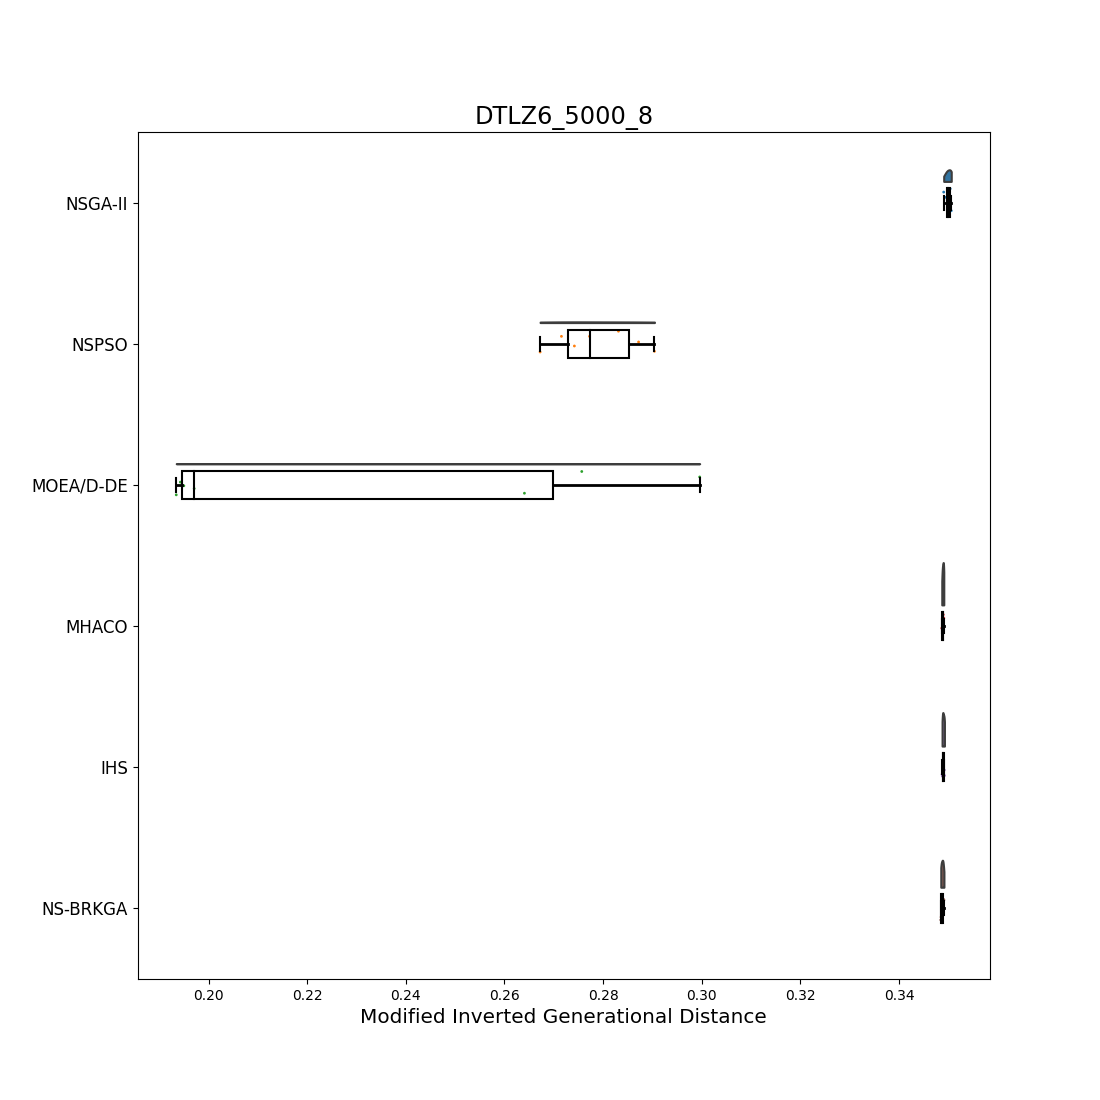 DTLZ6_5000_8
NSGA-II
NSPSO
MOEA/D-DE
MHACO
IHS
NS-BRKGA
0.20 0.22 0.24 0.26 0.28 0.30 0.32 0.34
Modified Inverted Generational Distance